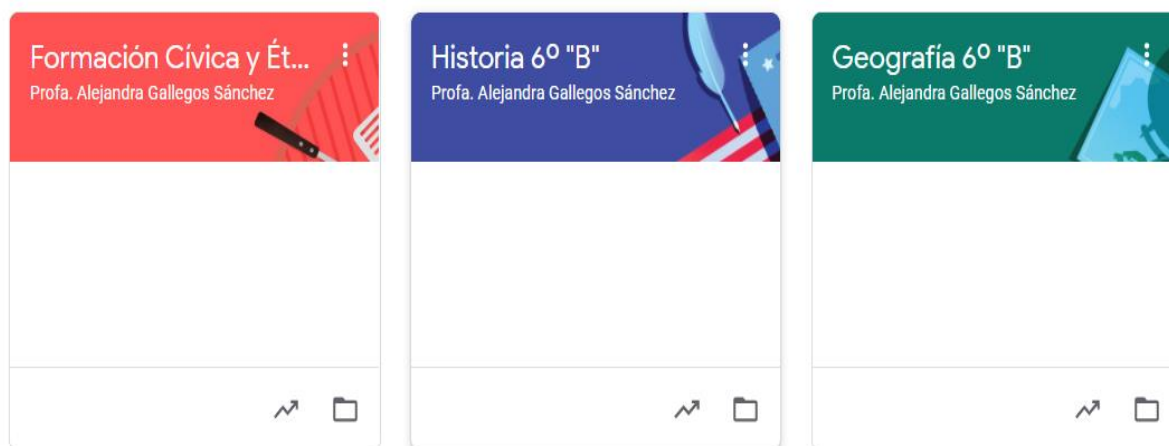 Formación Cívica y Ét...
Profa. Alejandra Gallegos Sánchez
Historia 6º "B"
Profa. Alejandra Gallegos Sánchez
Geografía 6º "B"
Profa. Alejandra Gallegos Sánchez